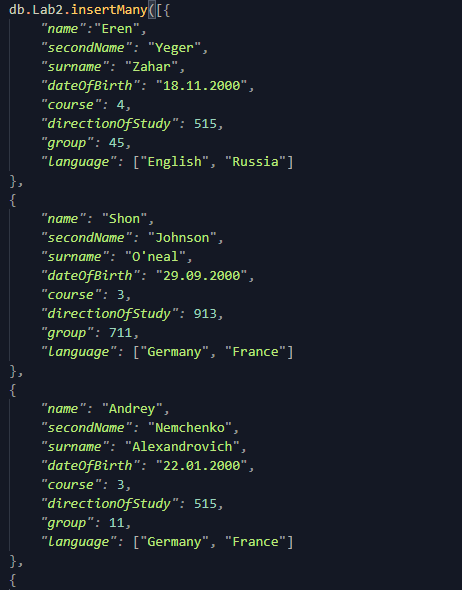 db.Lab2.insertMany([{
"name":"Eren",
"secondName": "Yeger",
"surname": "Zahar",
"dateOfBirth": "18.11.2000",
"course": 4,
"directionOfStudy": 515,
"group": 45,
"language": ["English", "Russia"]
},
{
"name": "Shon",
"secondName": "Johnson",
"surname": "O'neal",
"dateOfBirth": "29.09.2000",
"course": 3,
"directionOfStudy": 913,
"group": 711,
"language": ["Germany", "France"]
},
{
"name": "Andrey",
"secondName": "Nemchenko",
"surname": "Alexandrovich",
"dateOfBirth": "22.01.2000",
"course": 3,
"directionOfStudy": 515,
"group": 11,
"language": ["Germany", "France"]
},
{